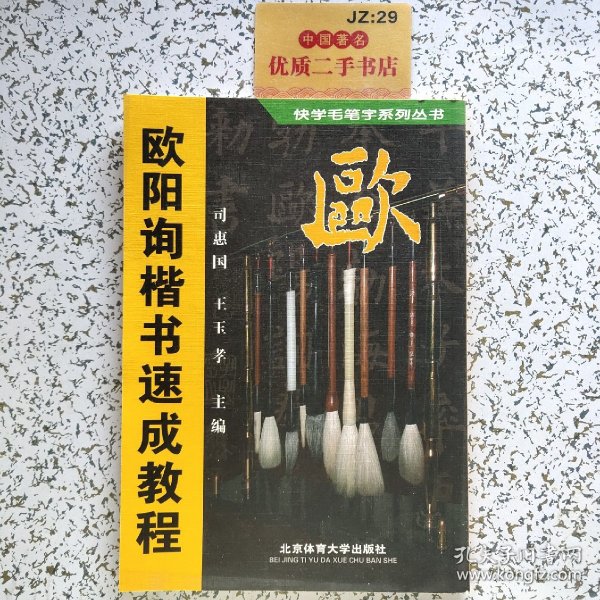 JZ:29
中国著名
优质二手书店
快学毛笔字系列丛书
歐
欧阳询楷书速成教程
司惠国 王玉孝 主编
北京体育大学出版社
BEI JING TI YU DA XUE CHU BAN SHE
孔夫子旧书网
www.kongfz.com